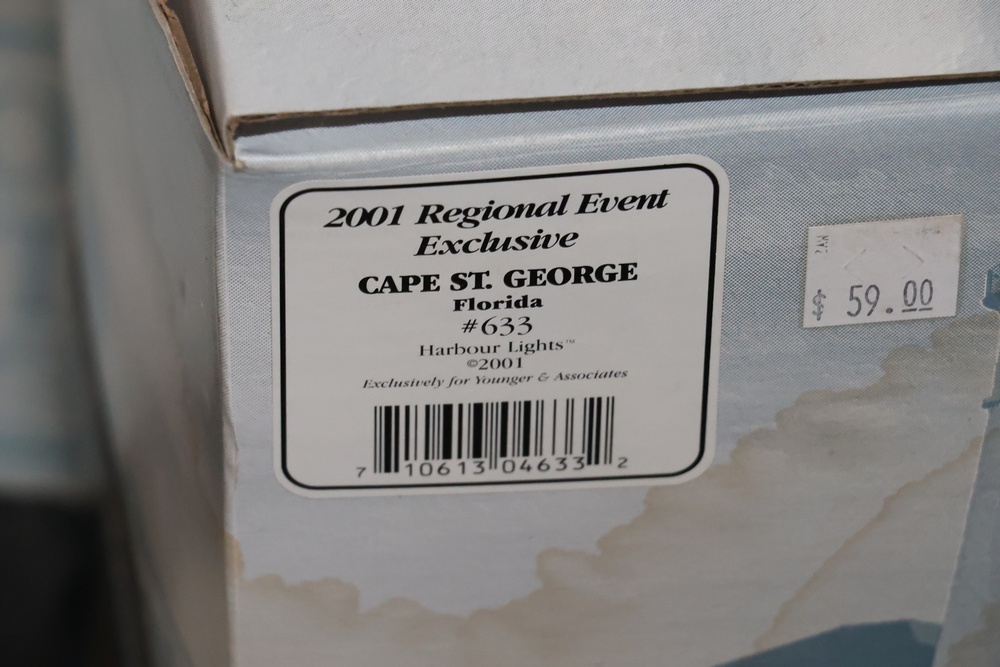 2001 Regional Event
Exclusive
CAPE ST. GEORGE
Florida
#633
Harbour Lights™
©2001
Exclusively for Younger & Associates
7 10613 04633 2
$ 59.00